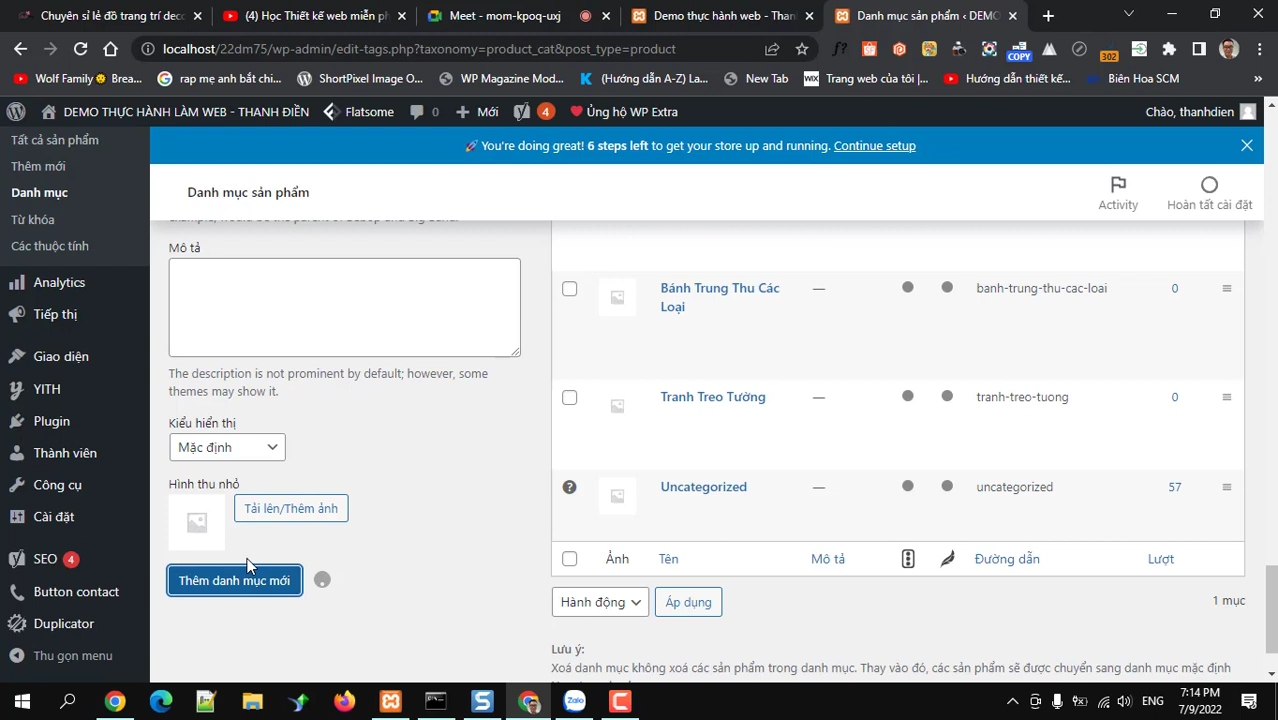 Chuyên sỉ lẻ đồ trang trí deco
(4) Học Thiết kế web miễn p
Meet - mom-kpoq-uxj
Demo thực hành web - Thanh
Danh mục sản phẩm ‹ DEMO
localhost/22dm75/wp-admin/edit-tags.php?taxonomy=product_cat&post_type=product
COPY
302
Wolf Family Brea...
rap mẹ anh bắt chi...
ShortPixel Image O...
WP Magazine Mod...
(Hướng dẫn A-Z) La...
New Tab
WIX
Trang web của tôi |...
Hướng dẫn thiết kế...
Biên Hoa SCM
»
DEMO THỰC HÀNH LÀM WEB - THANH ĐIỀN
Flatsome
0
Mới
4
Ủng hộ WP Extra
Chào, thanhdien
Tất cả sản phẩm
Thêm mới
Danh mục
Từ khóa
Các thuộc tính
Analytics
Tiếp thị
Giao diện
YITH
Plugin
Thành viên
Công cụ
Cài đặt
SEO 4
Button contact
Duplicator
Thu gọn menu
You're doing great! 6 steps left to get your store up and running. Continue setup
Danh mục sản phẩm
Activity
Hoàn tất cài đặt
Mô tả
The description is not prominent by default; however, some
themes may show it.
Kiểu hiển thị
Mặc định
Hình thu nhỏ
Tải lên/Thêm ảnh
Thêm danh mục mới
Bánh Trung Thu Các
Loại
—
banh-trung-thu-cac-loai
0
Tranh Treo Tường
—
tranh-treo-tuong
0
Uncategorized
—
uncategorized
57
Ảnh
Tên
Mô tả
Đường dẫn
Lượt
Hành động
Áp dụng
1 mục
Lưu ý:
Xoá danh mục không xoá các sản phẩm trong danh mục. Thay vào đó, các sản phẩm sẽ được chuyển sang danh mục mặc định
Zalo
ENG
7:14 PM
7/9/2022